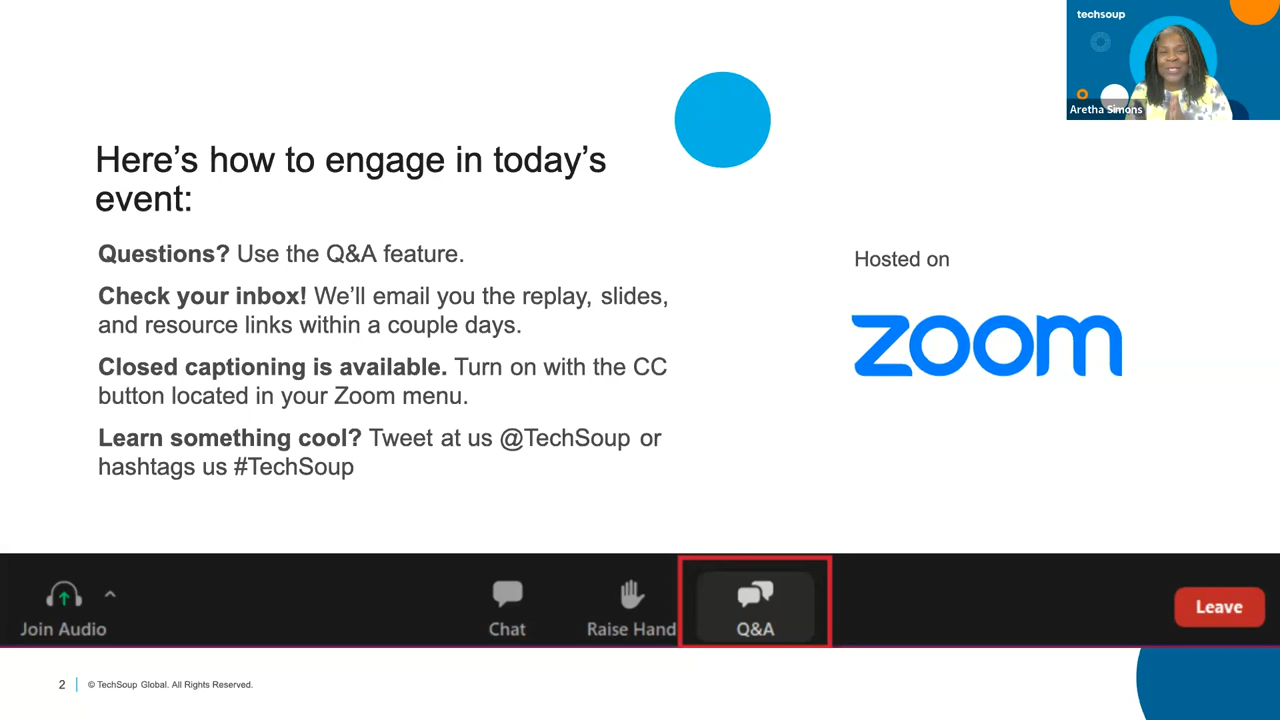 techsoup
Aretha Simons
Here’s how to engage in today’s
event:
Questions? Use the Q&A feature.
Check your inbox! We’ll email you the replay, slides,
and resource links within a couple days.
Closed captioning is available. Turn on with the CC
button located in your Zoom menu.
Learn something cool? Tweet at us @TechSoup or
hashtags us #TechSoup
Hosted on
zoom
Join Audio
Chat
Raise Hand
Q&A
Leave
2
© TechSoup Global. All Rights Reserved.